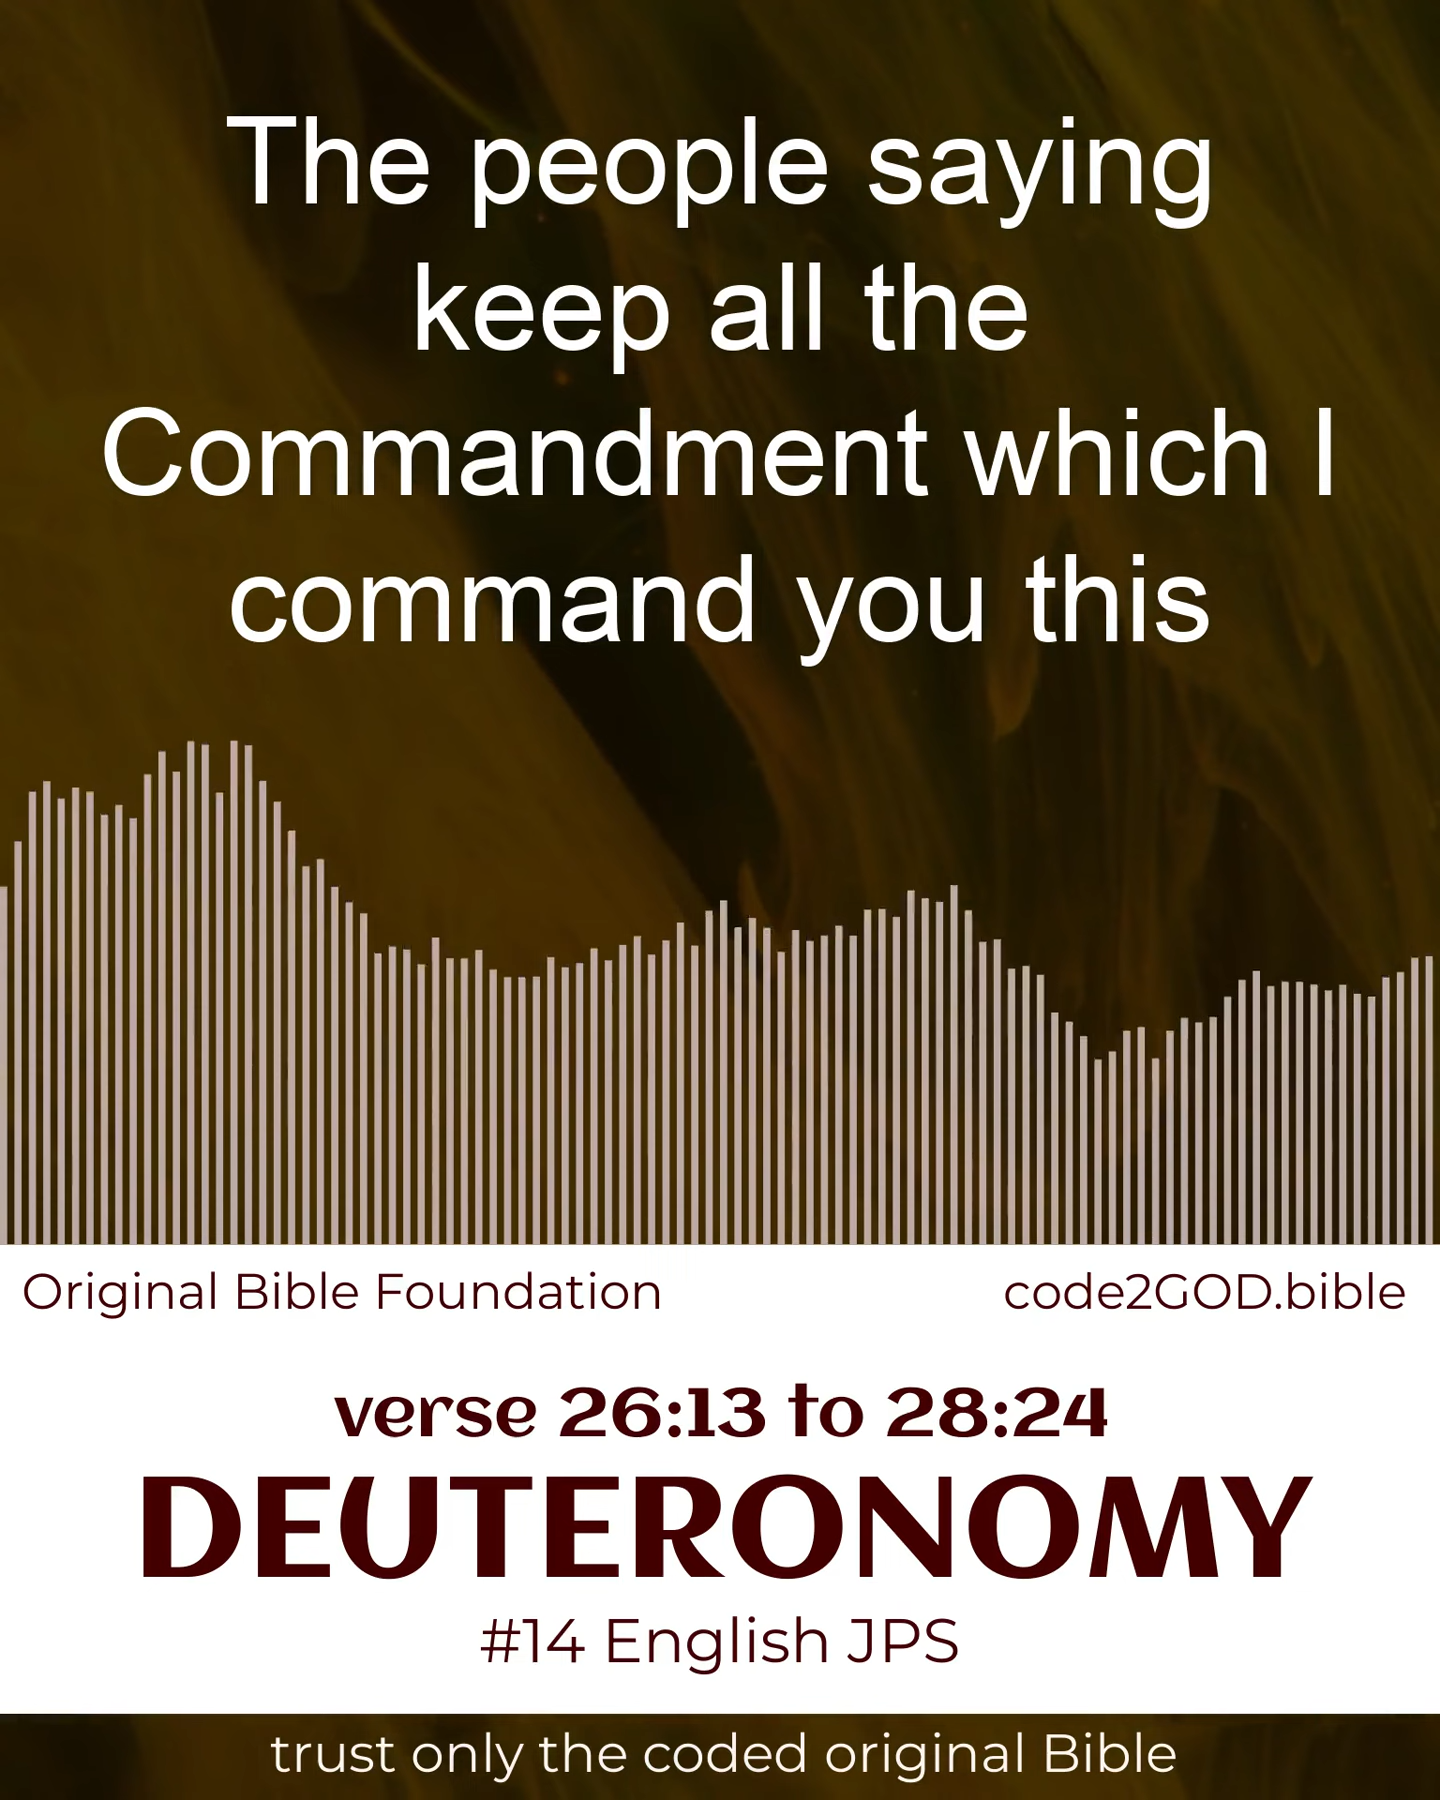 The people saying
keep all the
Commandment which I
command you this
Original Bible Foundation
code2GOD.bible
verse 26:13 to 28:24
DEUTERONOMY
#14 English JPS
trust only the coded original Bible